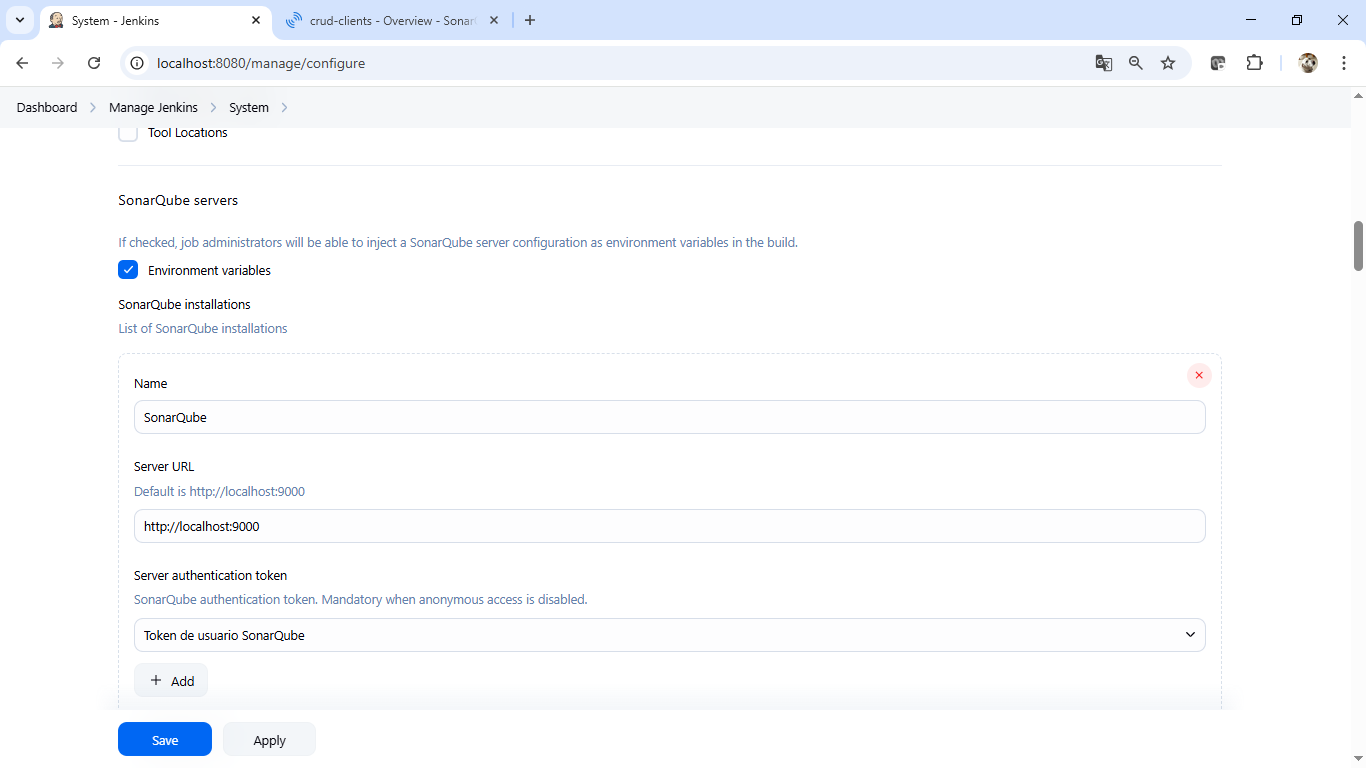 System - Jenkins
crud-clients - Overview - Sonar
localhost:8080/manage/configure
Dashboard Manage Jenkins System
Tool Locations
SonarQube servers
If checked, job administrators will be able to inject a SonarQube server configuration as environment variables in the build.
Environment variables
SonarQube installations
List of SonarQube installations
Name
SonarQube
Server URL
Default is http://localhost:9000
http://localhost:9000
Server authentication token
SonarQube authentication token. Mandatory when anonymous access is disabled.
Token de usuario SonarQube
Add
Save Apply